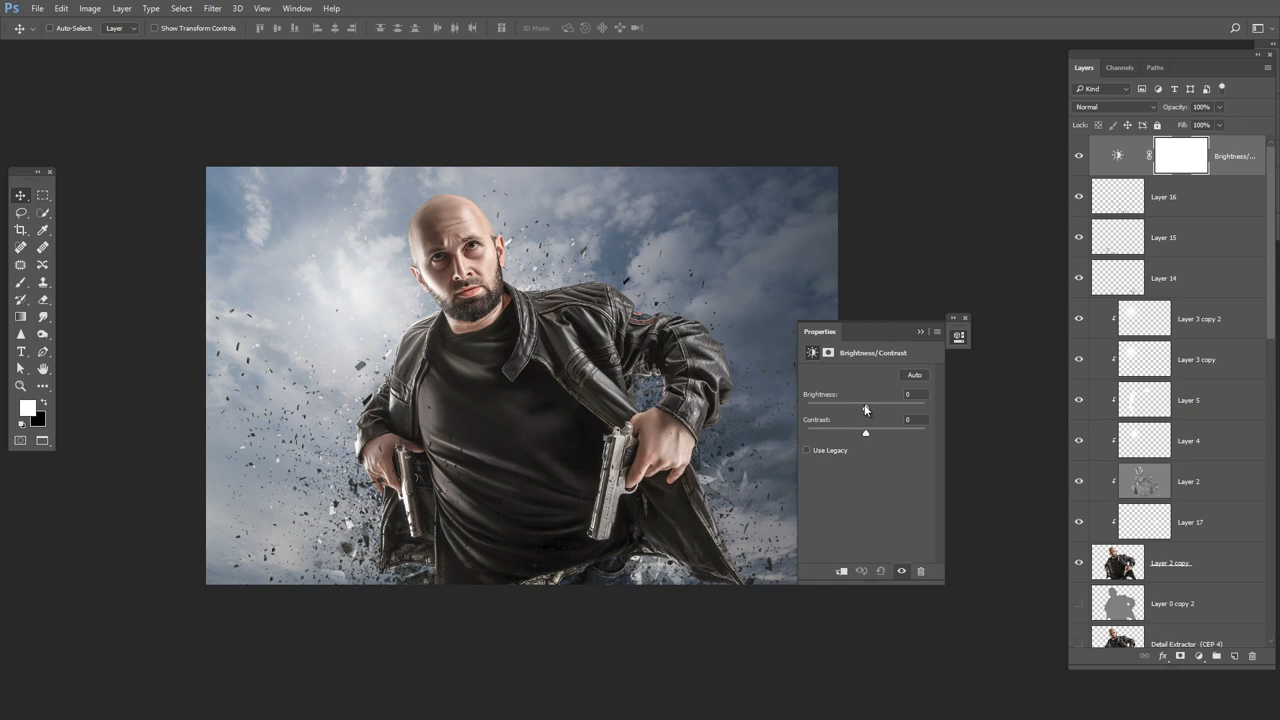 Ps File Edit Image Layer Type Select Filter 3D View Window Help
Auto-Select: Layer Show Transform Controls 3D Mode:
Layers Channels Paths
Kind
Normal Opacity: 100%
Lock: Fill: 100%
Brightness/...
Layer 16
Layer 15
Layer 14
Layer 3 copy 2
Layer 3 copy
Layer 5
Layer 4
Layer 2
Layer 17
Layer 2 copy
Layer 0 copy 2
Detail Extractor (CEP 4)
Properties
Brightness/Contrast
Auto
Brightness: 0
Contrast: 0
Use Legacy